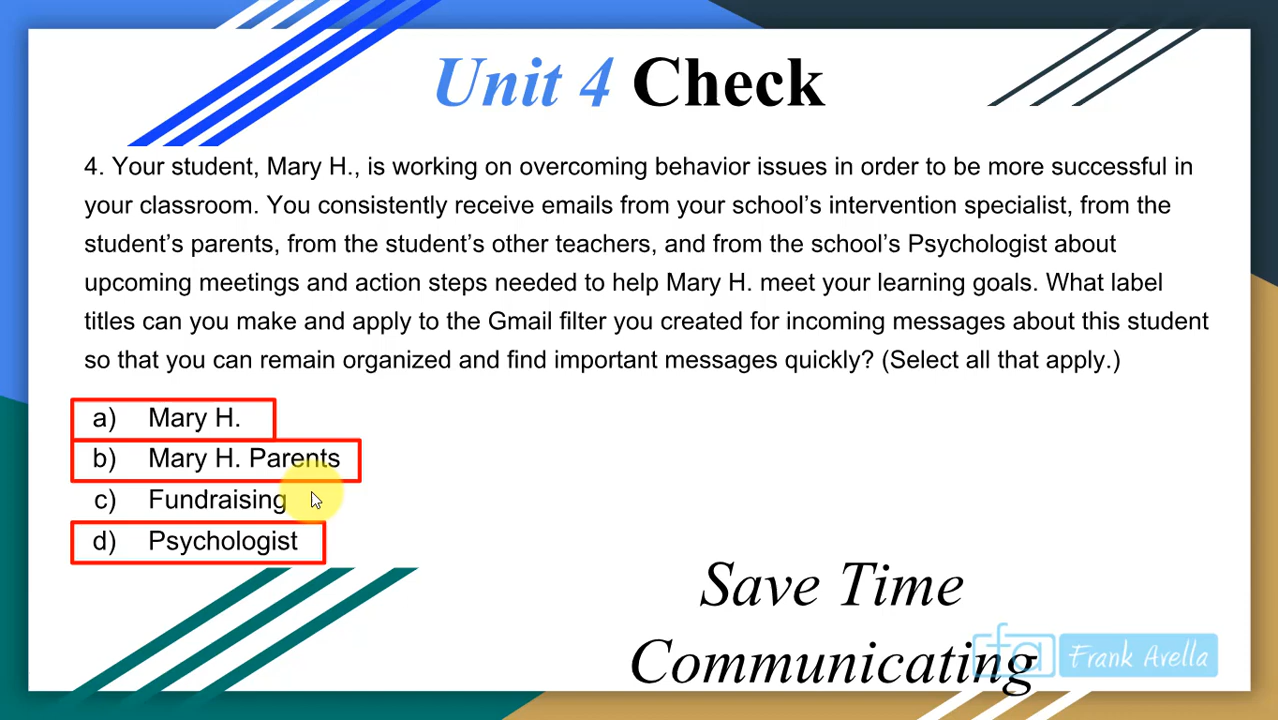 Unit 4 Check
4. Your student, Mary H., is working on overcoming behavior issues in order to be more successful in
your classroom. You consistently receive emails from your school’s intervention specialist, from the
student’s parents, from the student’s other teachers, and from the school’s Psychologist about
upcoming meetings and action steps needed to help Mary H. meet your learning goals. What label
titles can you make and apply to the Gmail filter you created for incoming messages about this student
so that you can remain organized and find important messages quickly? (Select all that apply.)
a) Mary H.
b) Mary H. Parents
c) Fundraising
d) Psychologist
Save Time
Communicating
fa Frank Avella